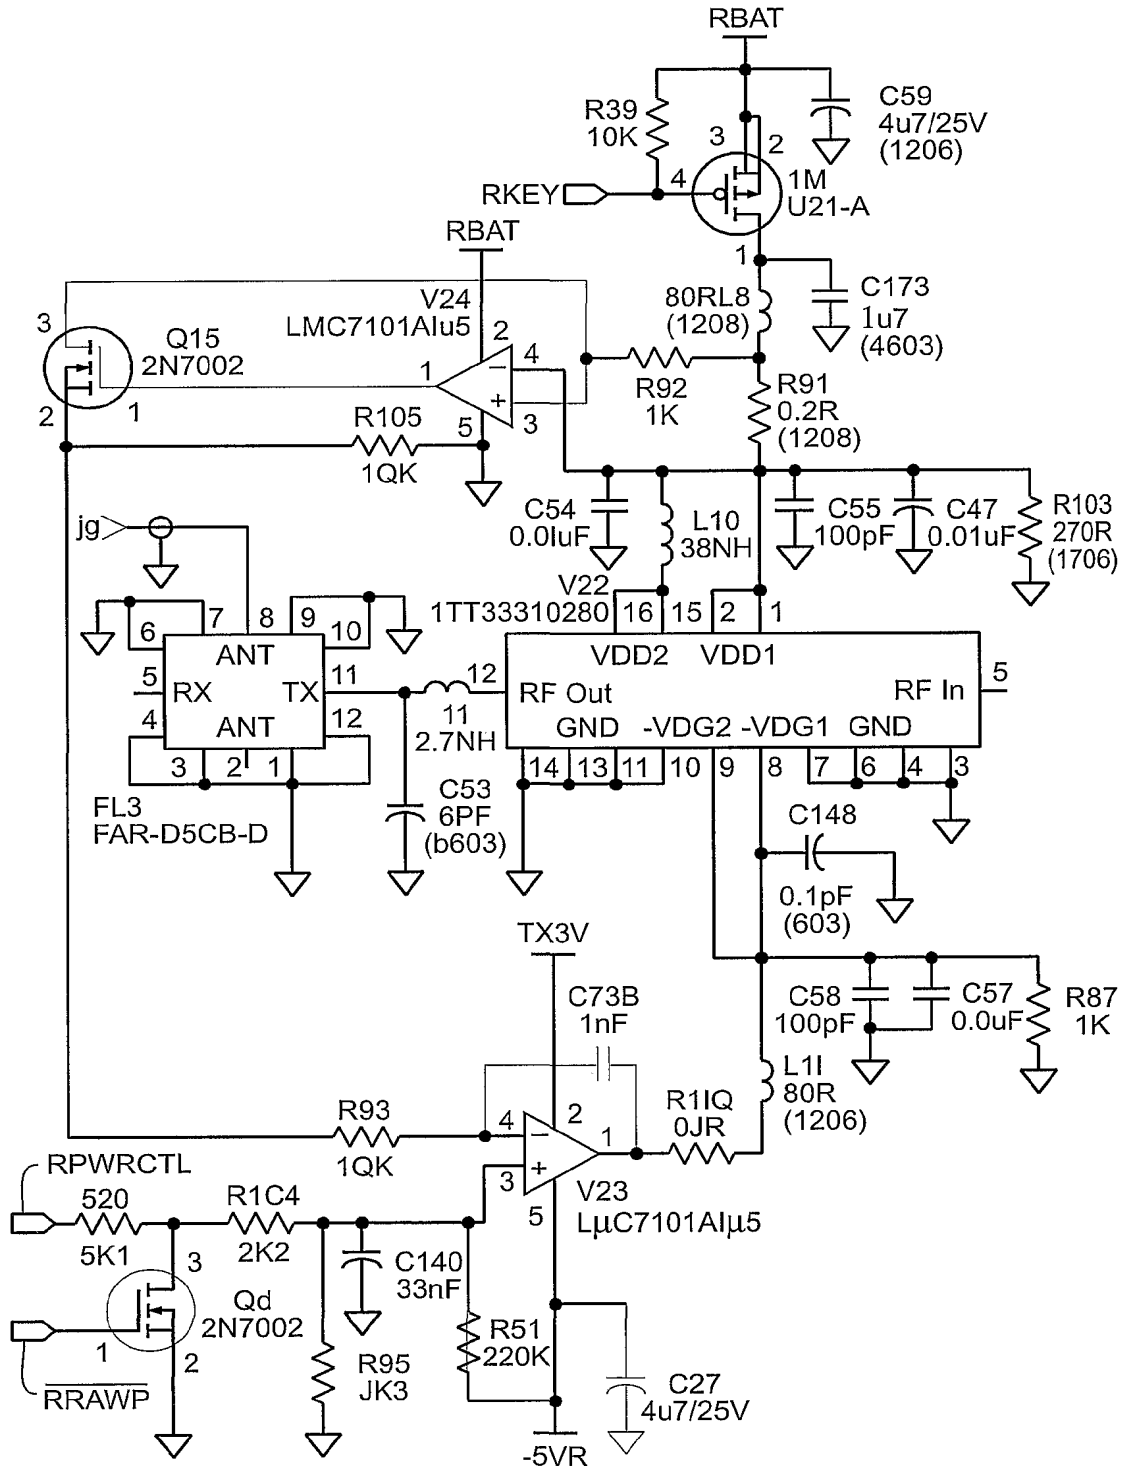 RBAT
C59
4u7/25V
(1206)
R39
10K
3
2
RKEY
4
1M
U21-A
RBAT
1
C173
1u7
(4603)
80RL8
(1208)
V24
LMC7101AIu5
3
Q15
2N7002
2
1
1
2
4
3
5
R92
1K
R91
0.2R
(1208)
R105
1QK
jg
C54
0.0IuF
L10
38NH
C55
100pF
C47
0.01uF
R103
270R
(1706)
V22
1TT33310280
16
15
2
1
6
7
8
9
10
ANT
5
RX
TX
11
4
ANT
12
3
2
1
FL3
FAR-D5CB-D
11
2.7NH
12
VDD2
VDD1
RF Out
RF In
5
GND
-VDG2
-VDG1
GND
14
13
11
10
9
8
7
6
4
3
C53
6PF
(b603)
C148
0.1pF
(603)
TX3V
C73B
1nF
C58
100pF
C57
0.0uF
R87
1K
L1I
80R
(1206)
R93
1QK
4
2
1
3
5
R1IQ
0JR
V23
LμC7101AIμ5
RPWRCTL
520
5K1
R1C4
2K2
3
Qd
2N7002
1
2
RRAWP
C140
33nF
R95
JK3
R51
220K
C27
4u7/25V
-5VR